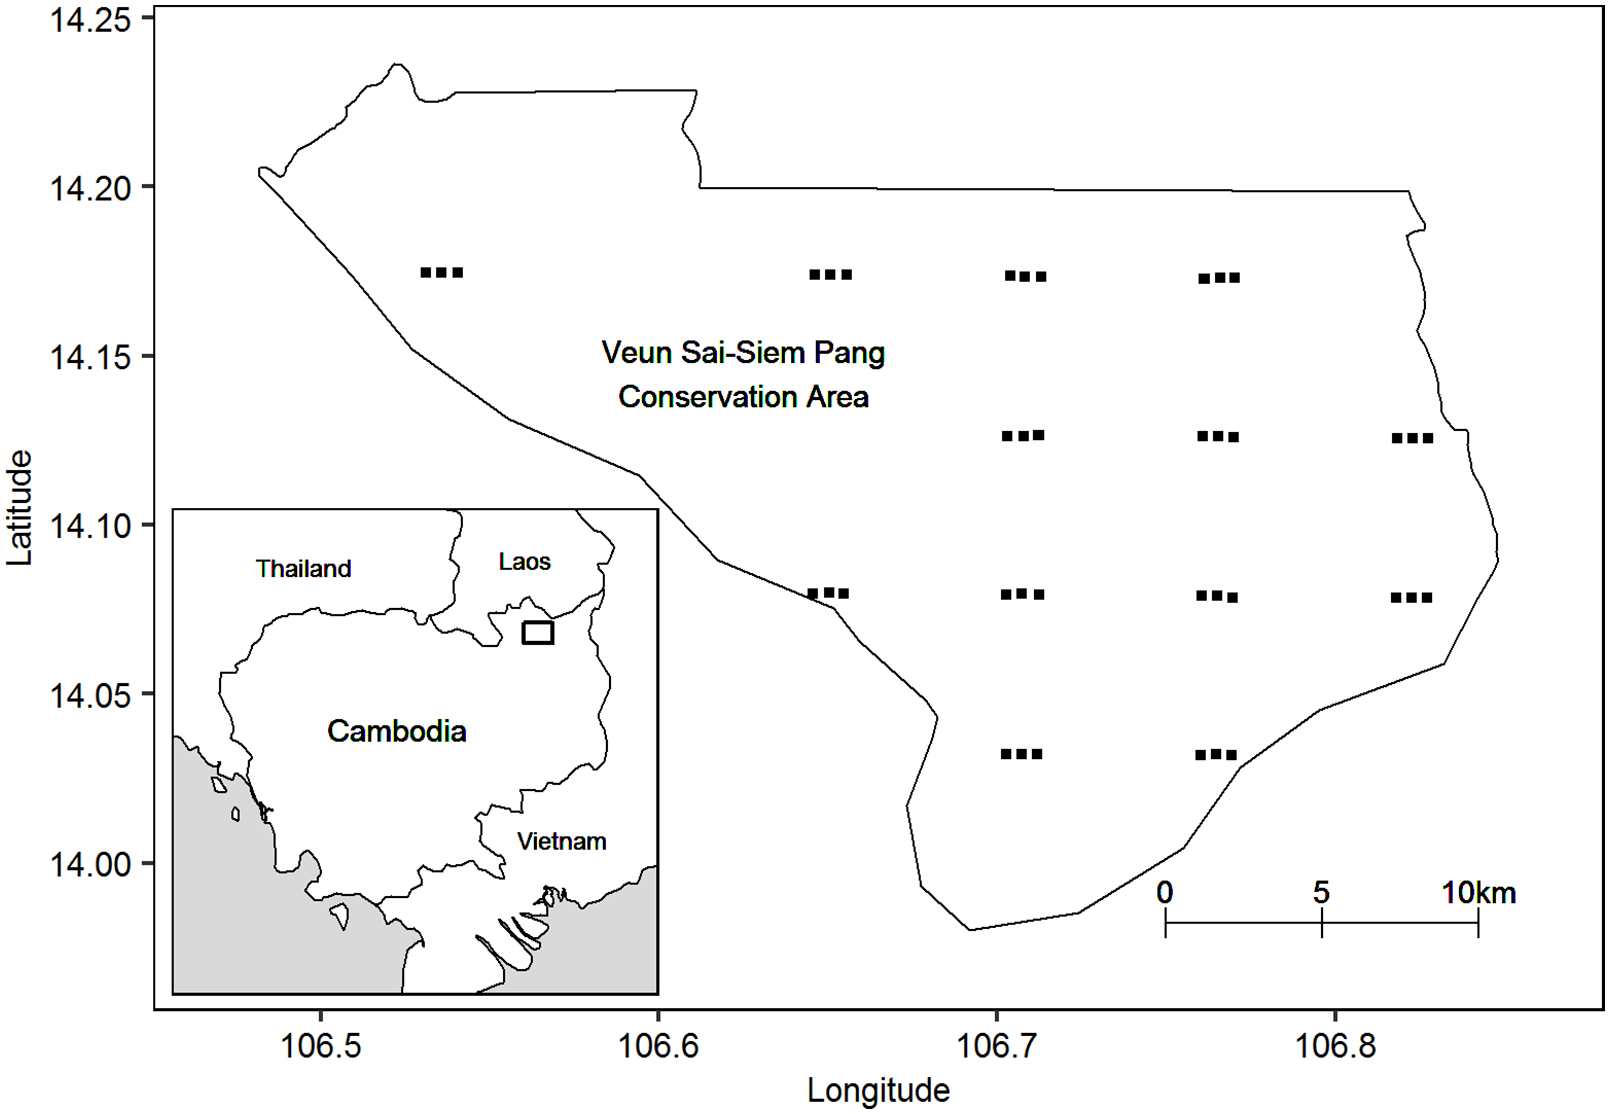 14.25
14.20
14.15
14.10
14.05
14.00
Latitude
Veun Sai-Siem Pang
Conservation Area
Thailand
Laos
Cambodia
Vietnam
0 5 10km
106.5 106.6 106.7 106.8
Longitude